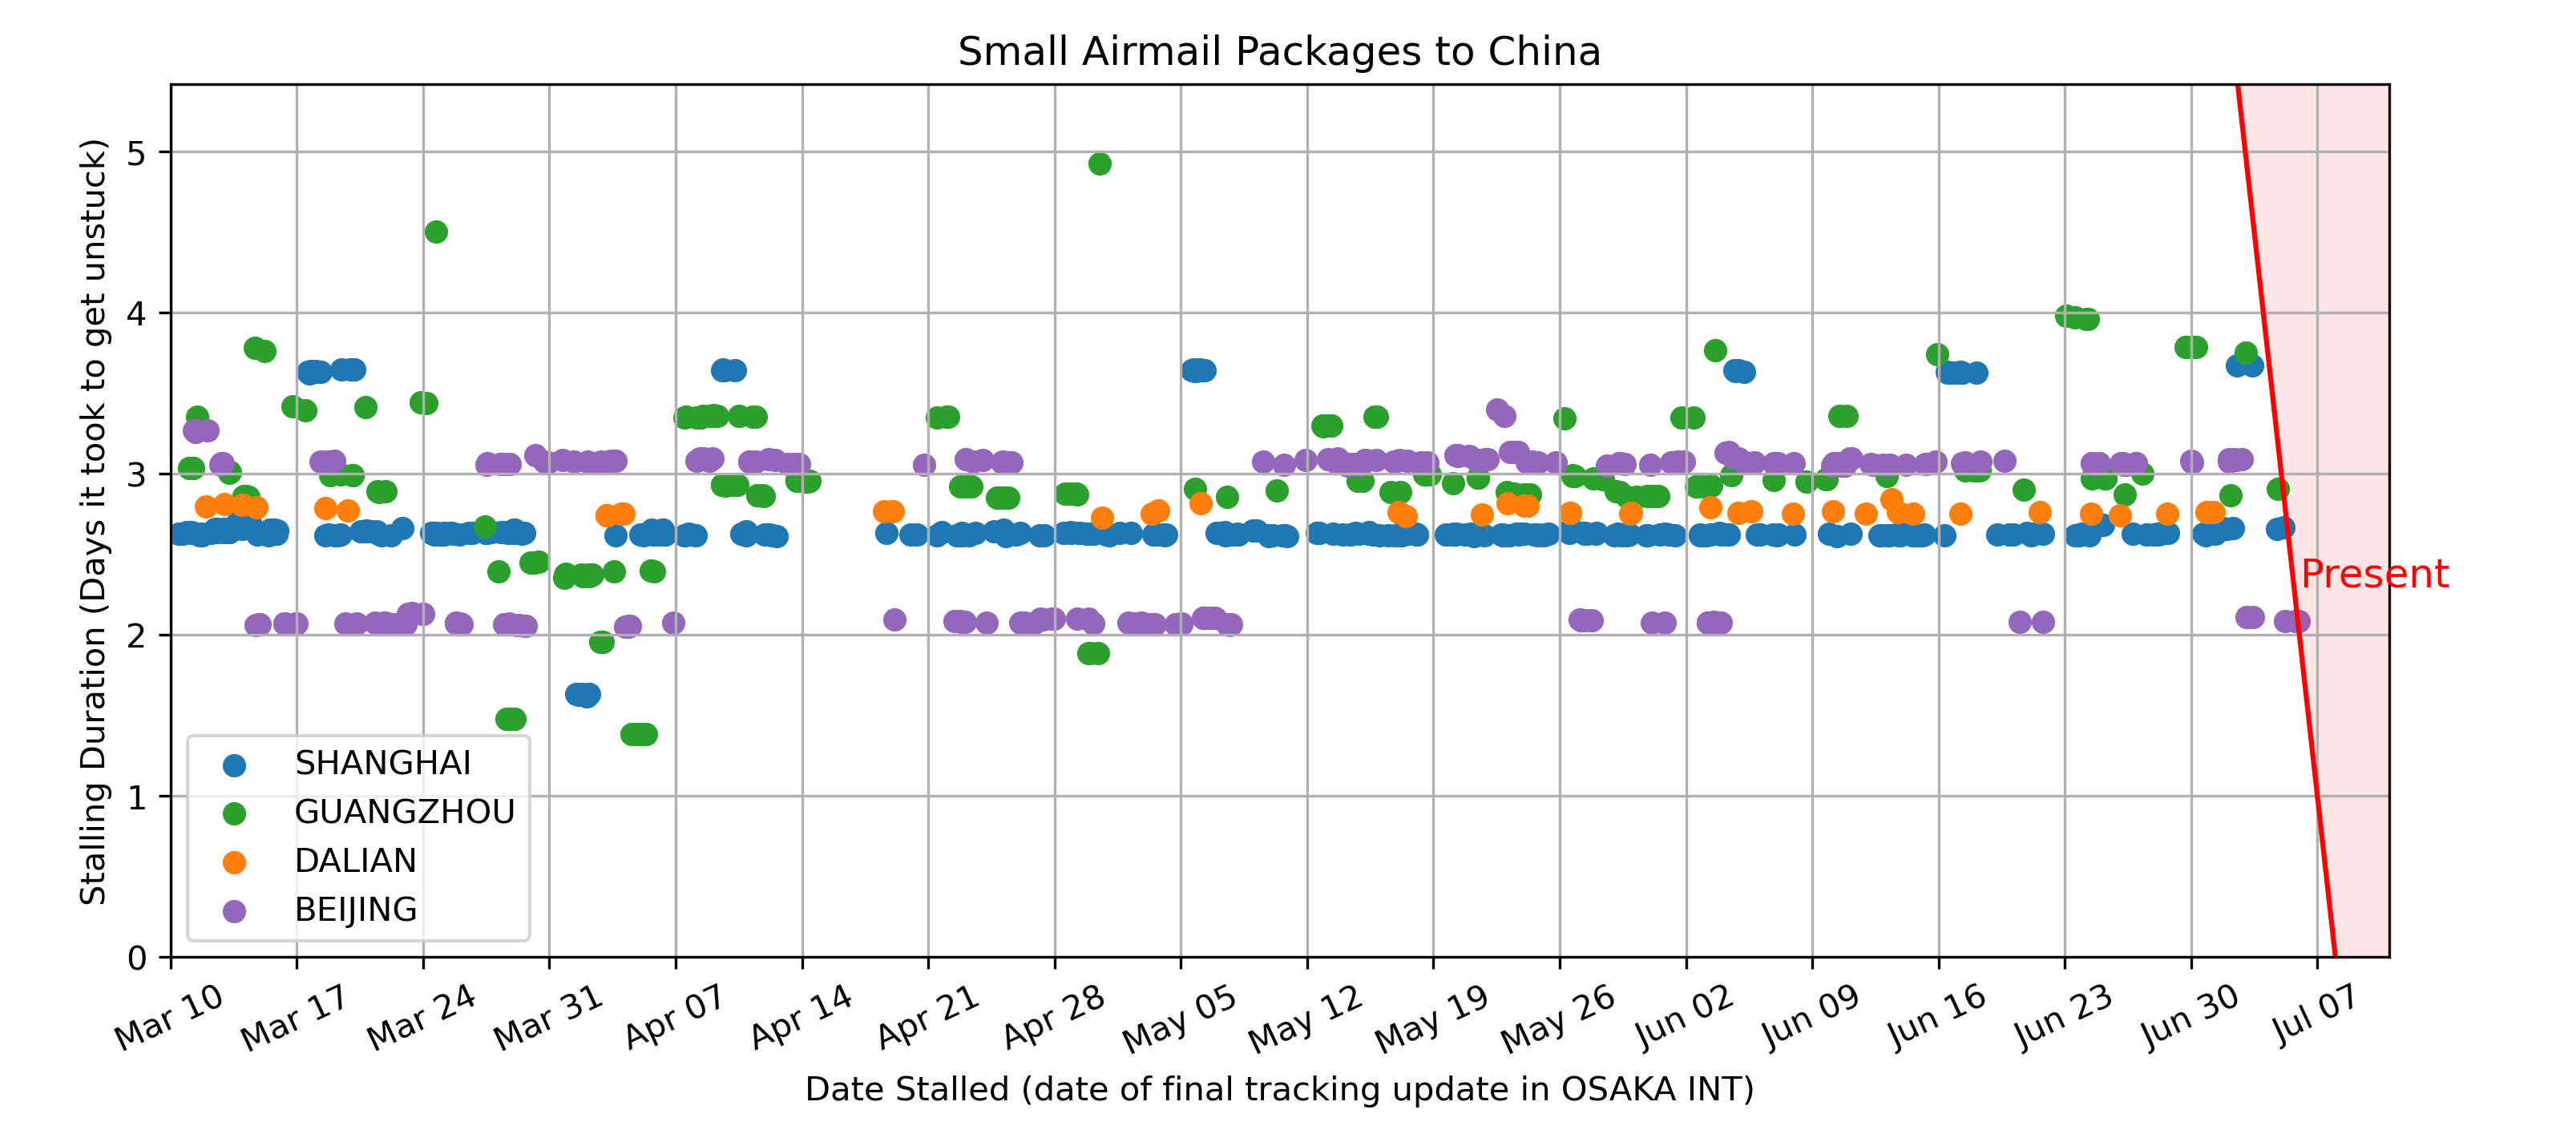 Small Airmail Packages to China
Stalling Duration (Days it took to get unstuck)
5
4
3
2
1
0
Present
SHANGHAI
GUANGZHOU
DALIAN
BEIJING
Mar 10
Mar 17
Mar 24
Mar 31
Apr 07
Apr 14
Apr 21
Apr 28
May 05
May 12
May 19
May 26
Jun 02
Jun 09
Jun 16
Jun 23
Jun 30
Jul 07
Date Stalled (date of final tracking update in OSAKA INT)